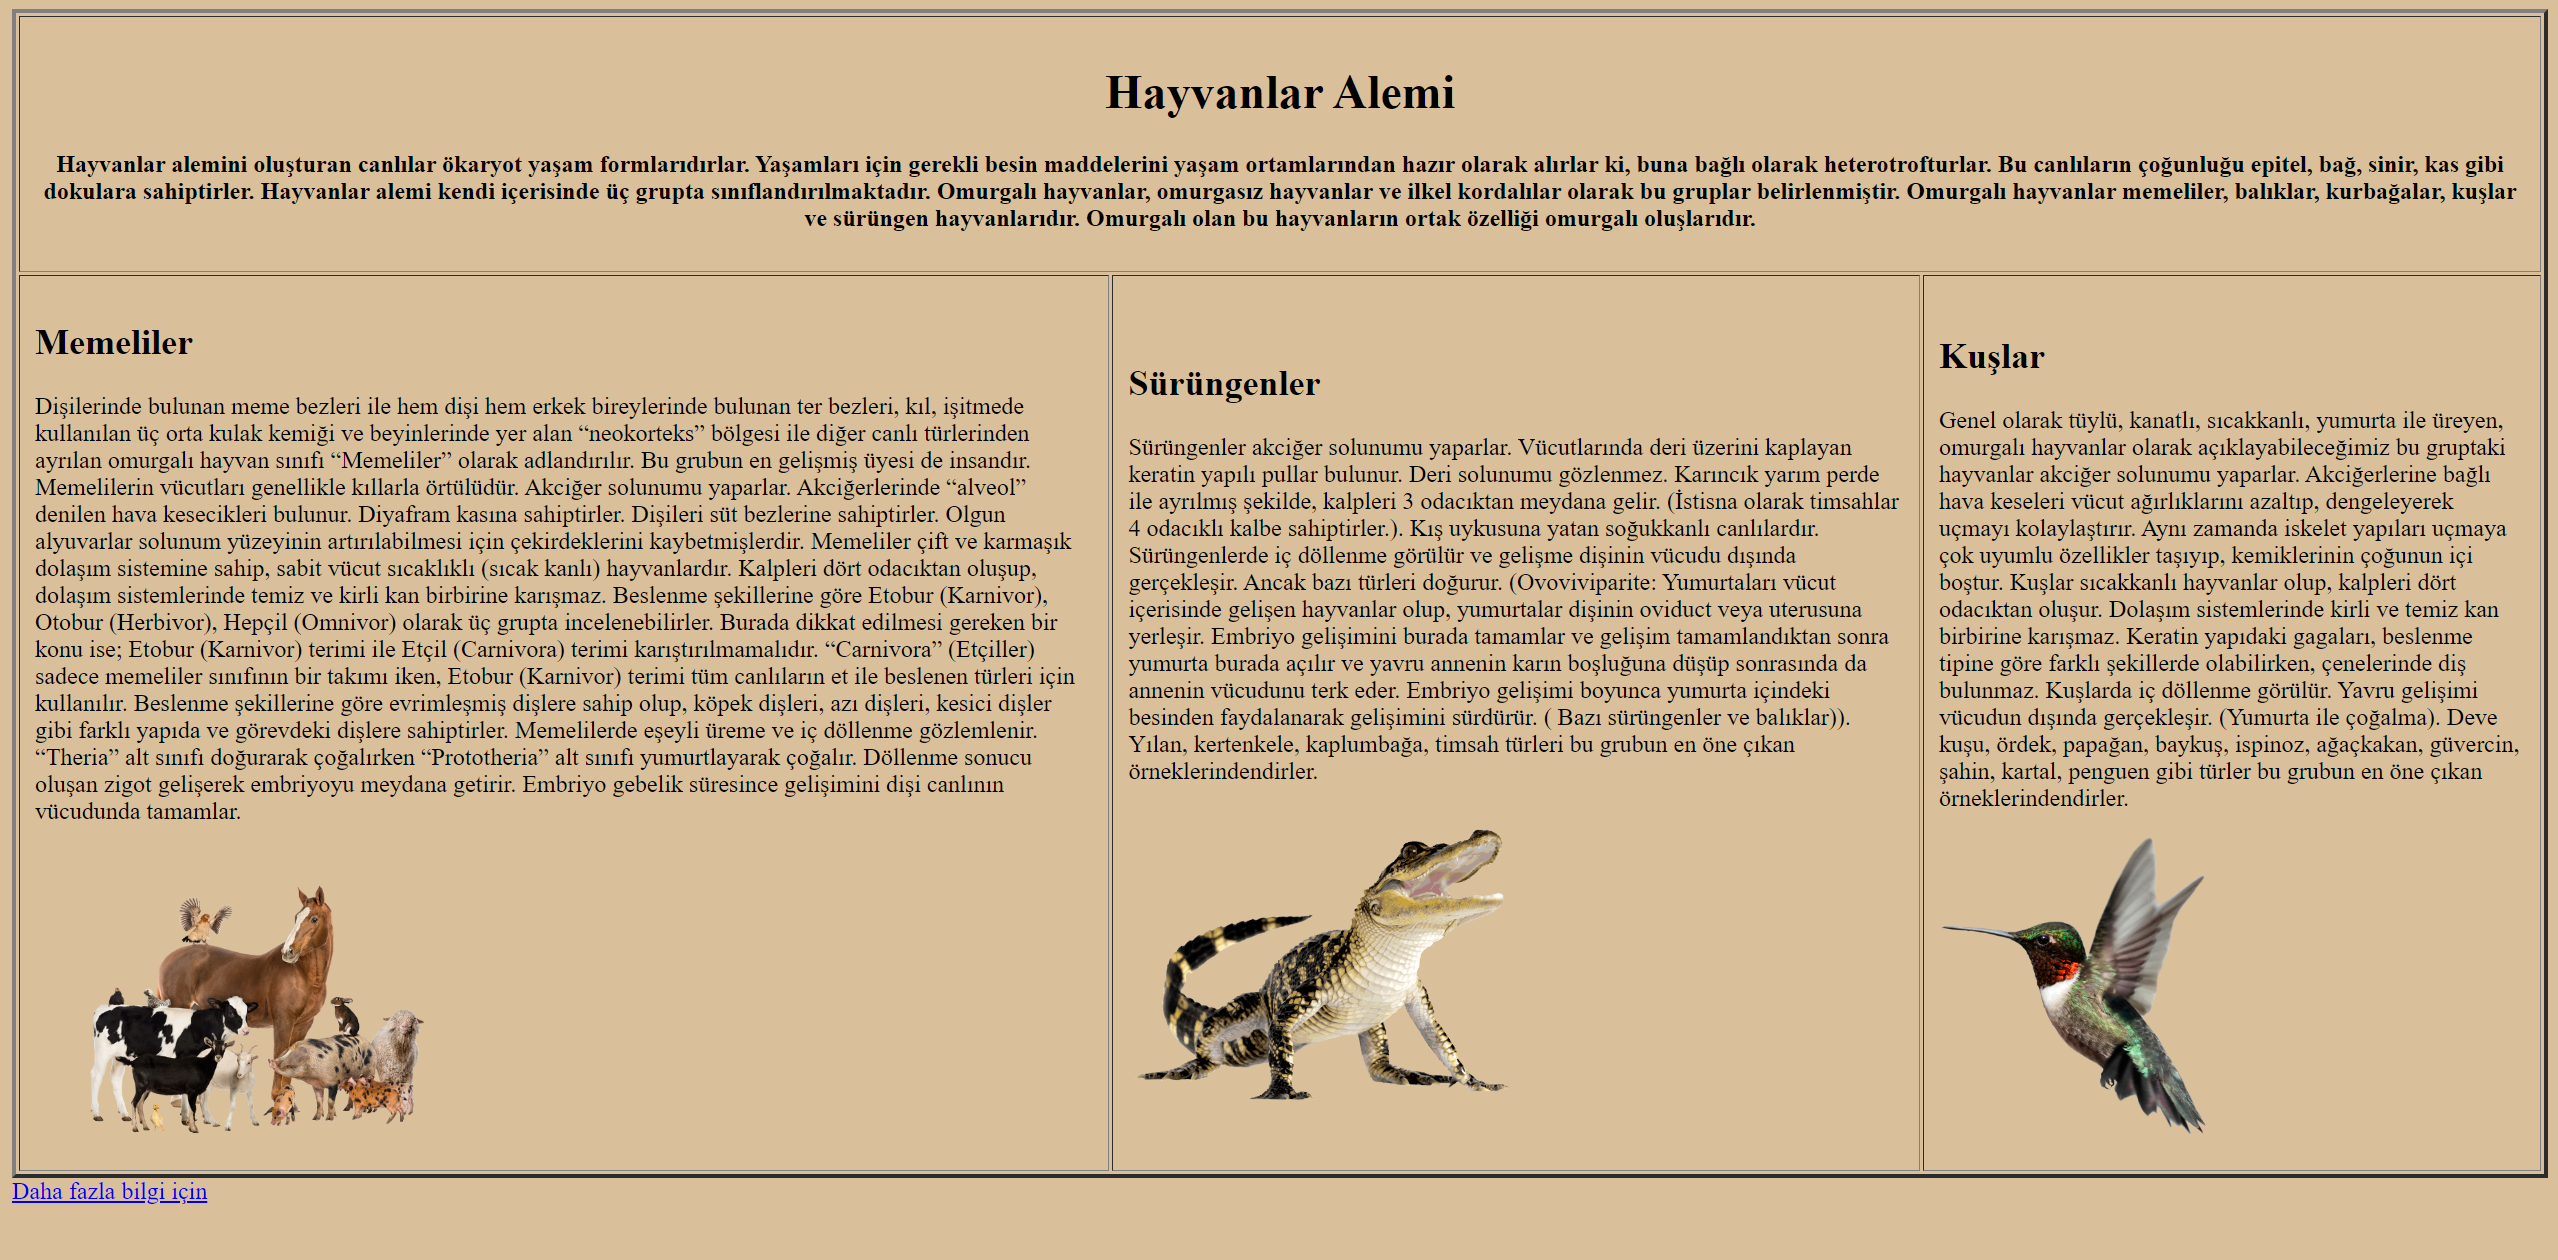 Hayvanlar Alemi
Hayvanlar alemini oluşturan canlılar ökaryot yaşam formlarıdırlar. Yaşamları için gerekli besin maddelerini yaşam ortamlarından hazır olarak alırlar ki, buna bağlı olarak heterotrofturlar. Bu canlıların çoğunluğu epitel, bağ, sinir, kas gibi
dokulara sahiptirler. Hayvanlar alemi kendi içerisinde üç grupta sınıflandırılmaktadır. Omurgalı hayvanlar, omurgasız hayvanlar ve ilkel kordalılar olarak bu gruplar belirlenmiştir. Omurgalı hayvanlar memeliler, balıklar, kurbağalar, kuşlar
ve sürüngen hayvanlarıdır. Omurgalı olan bu hayvanların ortak özelliği omurgalı oluşlarıdır.
Memeliler
Dişilerinde bulunan meme bezleri ile hem dişi hem erkek bireylerinde bulunan ter bezleri, kıl, işitmede
kullanılan üç orta kulak kemiği ve beyinlerinde yer alan “neokorteks” bölgesi ile diğer canlı türlerinden
ayrılan omurgalı hayvan sınıfı “Memeliler” olarak adlandırılır. Bu grubun en gelişmiş üyesi de insandır.
Memelilerin vücutları genellikle kıllarla örtülüdür. Akciğer solunumu yaparlar. Akciğerlerinde “alveol”
denilen hava kesecikleri bulunur. Diyafram kasına sahiptirler. Dişileri süt bezlerine sahiptirler. Olgun
alyuvarlar solunum yüzeyinin artırılabilmesi için çekirdeklerini kaybetmişlerdir. Memeliler çift ve karmaşık
dolaşım sistemine sahip, sabit vücut sıcaklıklı (sıcak kanlı) hayvanlardır. Kalpleri dört odacıktan oluşup,
dolaşım sistemlerinde temiz ve kirli kan birbirine karışmaz. Beslenme şekillerine göre Etobur (Karnivor),
Otobur (Herbivor), Hepçil (Omnivor) olarak üç grupta incelenebilirler. Burada dikkat edilmesi gereken bir
konu ise; Etobur (Karnivor) terimi ile Etçil (Carnivora) terimi karıştırılmamalıdır. “Carnivora” (Etçiller)
sadece memeliler sınıfının bir takımı iken, Etobur (Karnivor) terimi tüm canlıların et ile beslenen türleri için
kullanılır. Beslenme şekillerine göre evrimleşmiş dişlere sahip olup, köpek dişleri, azı dişleri, kesici dişler
gibi farklı yapıda ve görevdeki dişlere sahiptirler. Memelilerde eşeyli üreme ve iç döllenme gözlemlenir.
“Theria” alt sınıfı doğurarak çoğalırken “Prototheria” alt sınıfı yumurtlayarak çoğalır. Döllenme sonucu
oluşan zigot gelişerek embriyoyu meydana getirir. Embriyo gebelik süresince gelişimini dişi canlının
vücudunda tamamlar.
Sürüngenler
Sürüngenler akciğer solunumu yaparlar. Vücutlarında deri üzerini kaplayan
keratin yapılı pullar bulunur. Deri solunumu gözlenmez. Karıncık yarım perde
ile ayrılmış şekilde, kalpleri 3 odacıktan meydana gelir. (İstisna olarak timsahlar
4 odacıklı kalbe sahiptirler.). Kış uykusuna yatan soğukkanlı canlılardır.
Sürüngenlerde iç döllenme görülür ve gelişme dişinin vücudu dışında
gerçekleşir. Ancak bazı türleri doğurur. (Ovoviviparite: Yumurtaları vücut
içerisinde gelişen hayvanlar olup, yumurtalar dişinin oviduct veya uterusuna
yerleşir. Embriyo gelişimini burada tamamlar ve gelişim tamamlandıktan sonra
yumurta burada açılır ve yavru annenin karın boşluğuna düşüp sonrasında da
annenin vücudunu terk eder. Embriyo gelişimi boyunca yumurta içindeki
besinden faydalanarak gelişimini sürdürür. ( Bazı sürüngenler ve balıklar)).
Yılan, kertenkele, kaplumbağa, timsah türleri bu grubun en öne çıkan
örneklerindendirler.
Kuşlar
Genel olarak tüylü, kanatlı, sıcakkanlı, yumurta ile üreyen,
omurgalı hayvanlar olarak açıklayabileceğimiz bu gruptaki
hayvanlar akciğer solunumu yaparlar. Akciğerlerine bağlı
hava keseleri vücut ağırlıklarını azaltıp, dengeleyerek
uçmayı kolaylaştırır. Aynı zamanda iskelet yapıları uçmaya
çok uyumlu özellikler taşıyıp, kemiklerinin çoğunun içi
boştur. Kuşlar sıcakkanlı hayvanlar olup, kalpleri dört
odacıktan oluşur. Dolaşım sistemlerinde kirli ve temiz kan
birbirine karışmaz. Keratin yapıdaki gagaları, beslenme
tipine göre farklı şekillerde olabilirken, çenelerinde diş
bulunmaz. Kuşlarda iç döllenme görülür. Yavru gelişimi
vücudun dışında gerçekleşir. (Yumurta ile çoğalma). Deve
kuşu, ördek, papağan, baykuş, ispinoz, ağaçkakan, güvercin,
şahin, kartal, penguen gibi türler bu grubun en öne çıkan
örneklerindendirler.
Daha fazla bilgi için